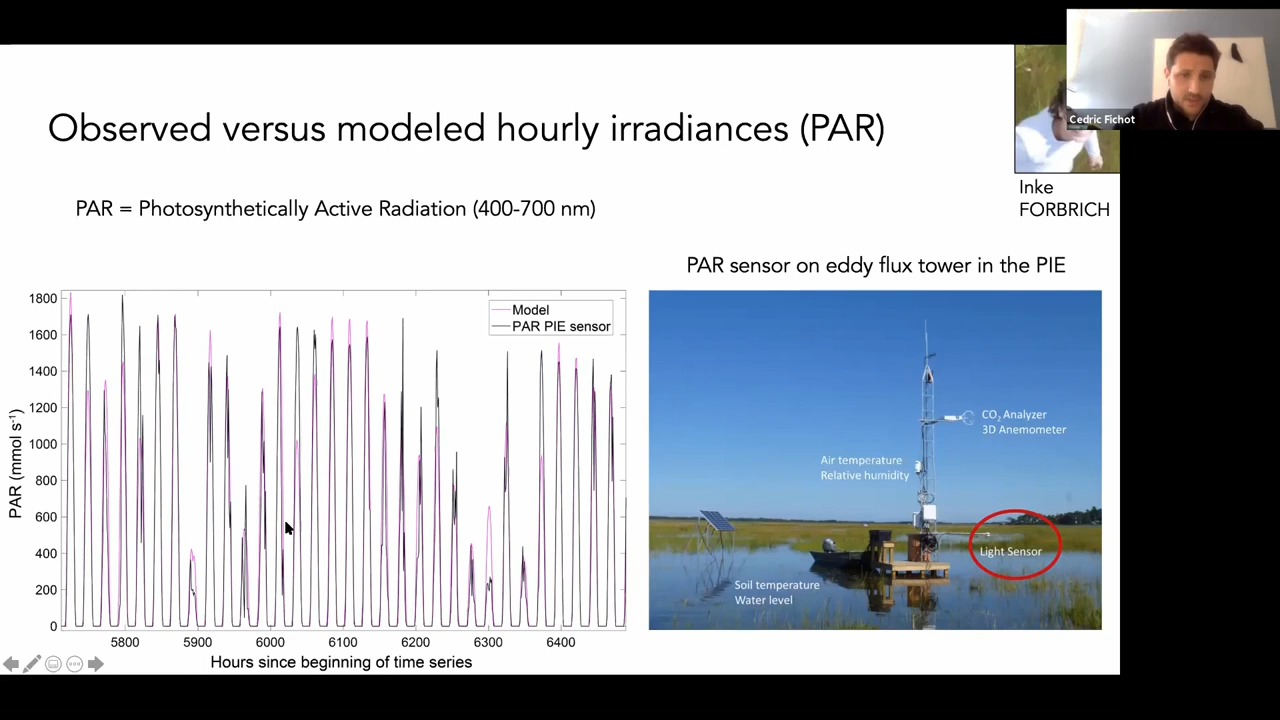 Cedric Fichot
Observed versus modeled hourly irradiances (PAR)
Inke
FORBRICH
PAR = Photosynthetically Active Radiation (400-700 nm)
PAR sensor on eddy flux tower in the PIE
Model
PAR PIE sensor
1800
1600
1400
1200
1000
800
600
400
200
0
PAR (mmol s⁻¹)
5800 5900 6000 6100 6200 6300 6400
Hours since beginning of time series
CO₂ Analyzer
3D Anemometer
Air temperature
Relative humidity
Light Sensor
Soil temperature
Water level